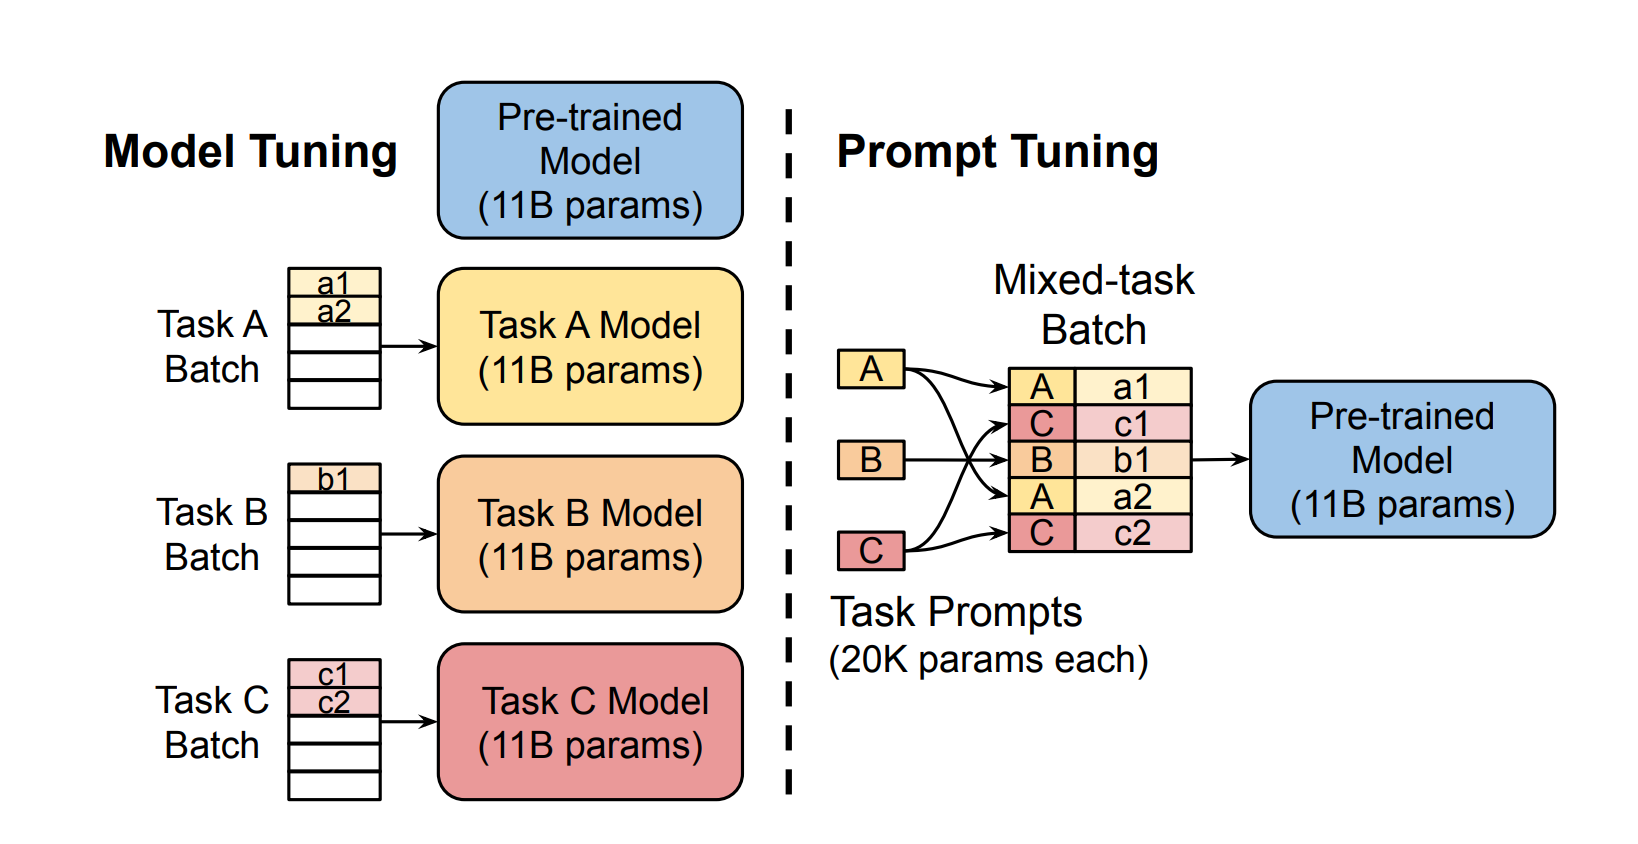 Model Tuning
Pre-trained
Model
(11B params)
a1
a2
Task A
Batch
Task A Model
(11B params)
b1
Task B
Batch
Task B Model
(11B params)
c1
c2
Task C
Batch
Task C Model
(11B params)
Prompt Tuning
Mixed-task
Batch
A
B
C
A a1
C c1
B b1
A a2
C c2
Task Prompts
(20K params each)
Pre-trained
Model
(11B params)